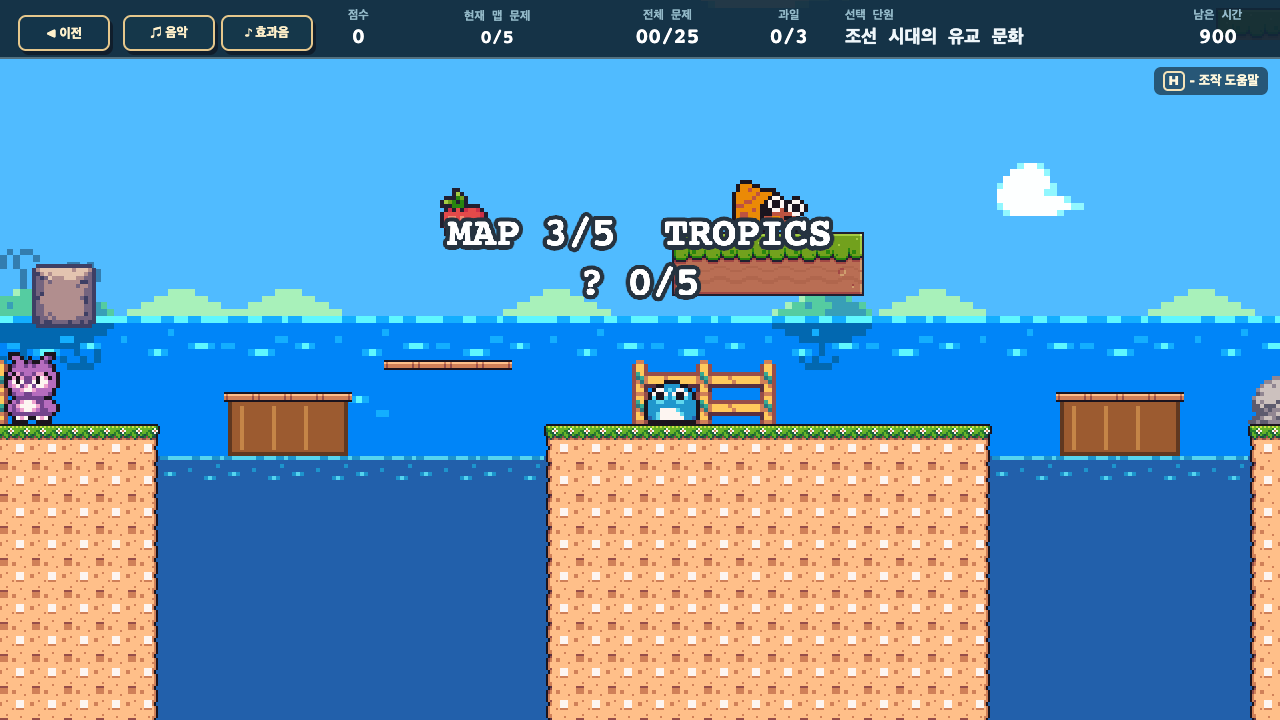 ◀ 이전
♫ 음악
♪ 효과음
점수
0
현재 맵 문제
0/5
전체 문제
00/25
과일
0/3
선택 단원
조선 시대의 유교 문화
남은 시간
900
H - 조작 도움말
MAP 3/5 TROPICS
? 0/5